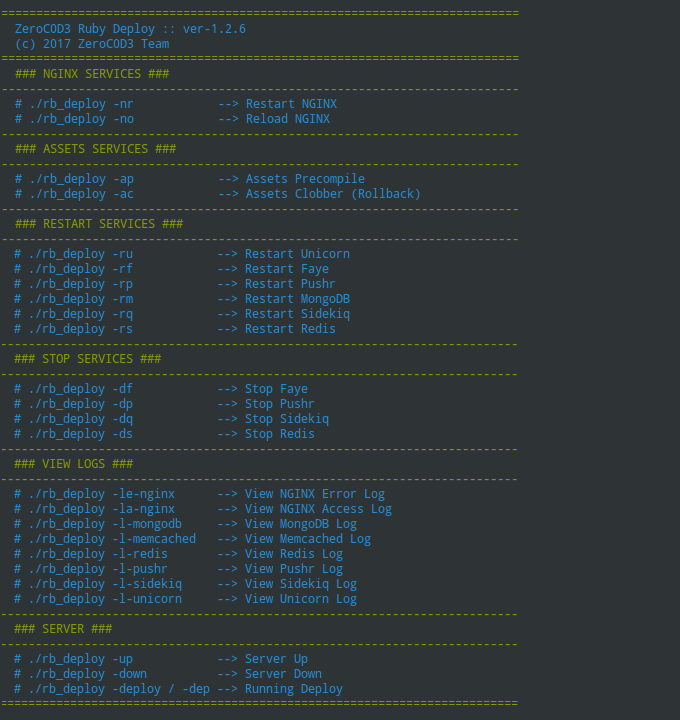 ==========================================================================
ZeroC0D3 Ruby Deploy :: ver-1.2.6
(c) 2017 ZeroC0D3 Team
==========================================================================
### NGINX SERVICES ###
--------------------------------------------------------------------------
# ./rb_deploy -nr            --> Restart NGINX
# ./rb_deploy -no            --> Reload NGINX
--------------------------------------------------------------------------
### ASSETS SERVICES ###
--------------------------------------------------------------------------
# ./rb_deploy -ap            --> Assets Precompile
# ./rb_deploy -ac            --> Assets Clobber (Rollback)
--------------------------------------------------------------------------
### RESTART SERVICES ###
--------------------------------------------------------------------------
# ./rb_deploy -ru            --> Restart Unicorn
# ./rb_deploy -rf            --> Restart Faye
# ./rb_deploy -rp            --> Restart Pushr
# ./rb_deploy -rm            --> Restart MongoDB
# ./rb_deploy -rq            --> Restart Sidekiq
# ./rb_deploy -rs            --> Restart Redis
--------------------------------------------------------------------------
### STOP SERVICES ###
--------------------------------------------------------------------------
# ./rb_deploy -df            --> Stop Faye
# ./rb_deploy -dp            --> Stop Pushr
# ./rb_deploy -dq            --> Stop Sidekiq
# ./rb_deploy -ds            --> Stop Redis
--------------------------------------------------------------------------
### VIEW LOGS ###
--------------------------------------------------------------------------
# ./rb_deploy -le-nginx      --> View NGINX Error Log
# ./rb_deploy -la-nginx      --> View NGINX Access Log
# ./rb_deploy -l-mongodb     --> View MongoDB Log
# ./rb_deploy -l-memcached   --> View Memcached Log
# ./rb_deploy -l-redis       --> View Redis Log
# ./rb_deploy -l-pushr       --> View Pushr Log
# ./rb_deploy -l-sidekiq     --> View Sidekiq Log
# ./rb_deploy -l-unicorn     --> View Unicorn Log
--------------------------------------------------------------------------
### SERVER ###
--------------------------------------------------------------------------
# ./rb_deploy -up            --> Server Up
# ./rb_deploy -down          --> Server Down
# ./rb_deploy -deploy / -dep --> Running Deploy
==========================================================================